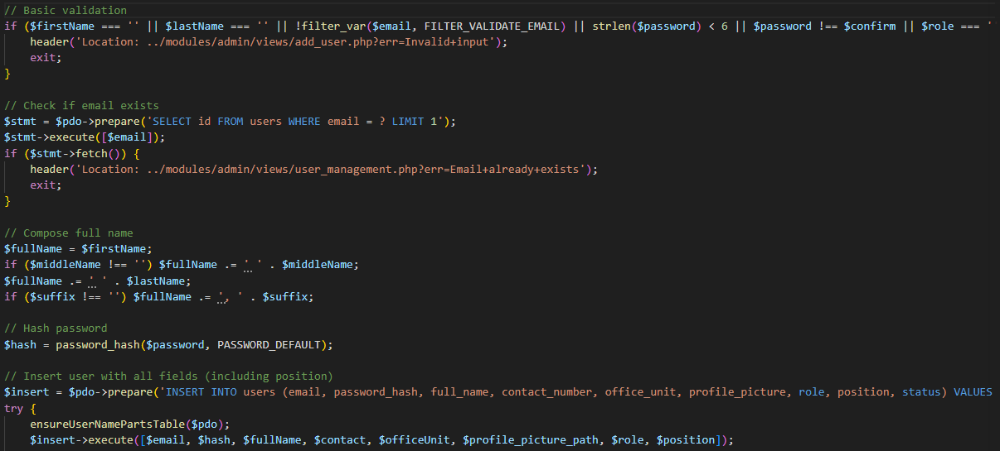 // Basic validation
if ($firstName === '' || $lastName === '' || !filter_var($email, FILTER_VALIDATE_EMAIL) || strlen($password) < 6 || $password !== $confirm || $role === '
    header('Location: ../modules/admin/views/add_user.php?err=Invalid+input');
    exit;
}

// Check if email exists
$stmt = $pdo->prepare('SELECT id FROM users WHERE email = ? LIMIT 1');
$stmt->execute([$email]);
if ($stmt->fetch()) {
    header('Location: ../modules/admin/views/user_management.php?err=Email+already+exists');
    exit;
}

// Compose full name
$fullName = $firstName;
if ($middleName !== '') $fullName .= ' ' . $middleName;
$fullName .= ' ' . $lastName;
if ($suffix !== '') $fullName .= ', ' . $suffix;

// Hash password
$hash = password_hash($password, PASSWORD_DEFAULT);

// Insert user with all fields (including position)
$insert = $pdo->prepare('INSERT INTO users (email, password_hash, full_name, contact_number, office_unit, profile_picture, role, position, status) VALUES
try {
    ensureUserNamePartsTable($pdo);
    $insert->execute([$email, $hash, $fullName, $contact, $officeUnit, $profile_picture_path, $role, $position]);